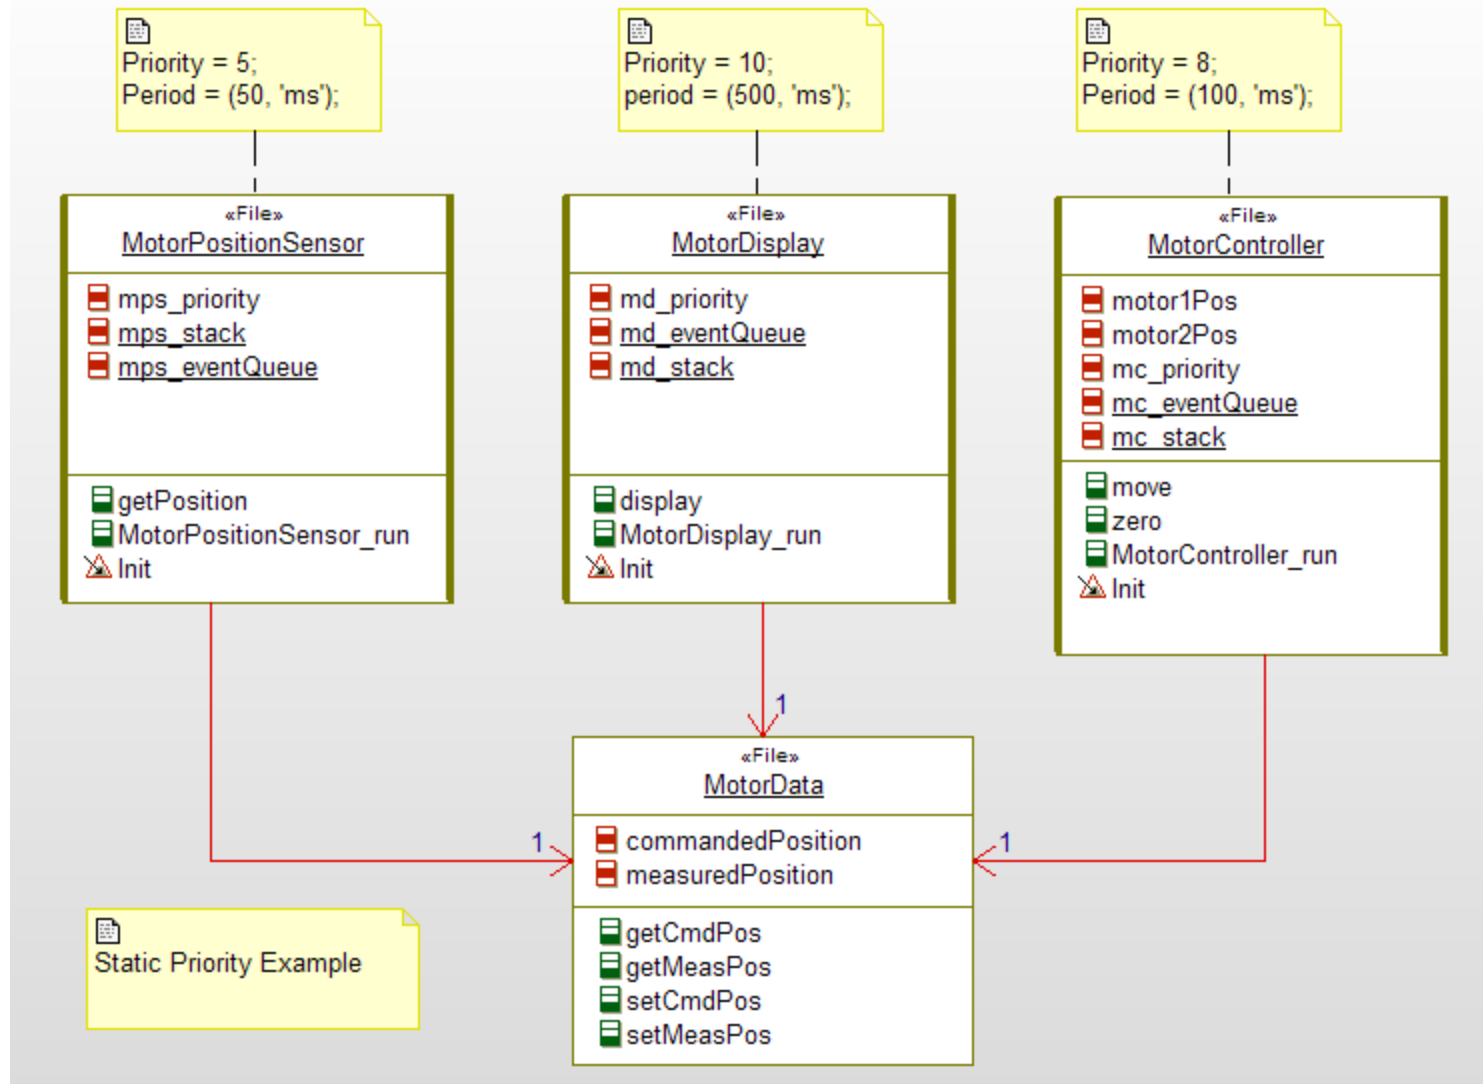 Priority = 5;
Period = (50, 'ms');
Priority = 10;
period = (500, 'ms');
Priority = 8;
Period = (100, 'ms');
«File»
MotorPositionSensor
mps_priority
mps_stack
mps_eventQueue
getPosition
MotorPositionSensor_run
Init
«File»
MotorDisplay
md_priority
md_eventQueue
md_stack
display
MotorDisplay_run
Init
«File»
MotorController
motor1Pos
motor2Pos
mc_priority
mc_eventQueue
mc_stack
move
zero
MotorController_run
Init
1
1
1
«File»
MotorData
commandedPosition
measuredPosition
getCmdPos
getMeasPos
setCmdPos
setMeasPos
Static Priority Example